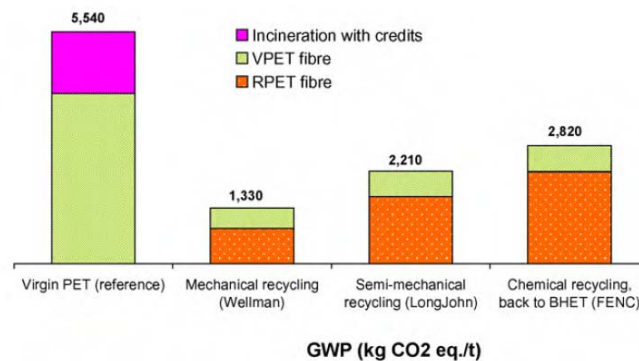 5,540
Incineration with credits
VPET fibre
RPET fibre
1,330
2,210
2,820
Virgin PET (reference)
Mechanical recycling
(Wellman)
Semi-mechanical
recycling (LongJohn)
Chemical recycling,
back to BHET (FENC)
GWP (kg CO2 eq./t)